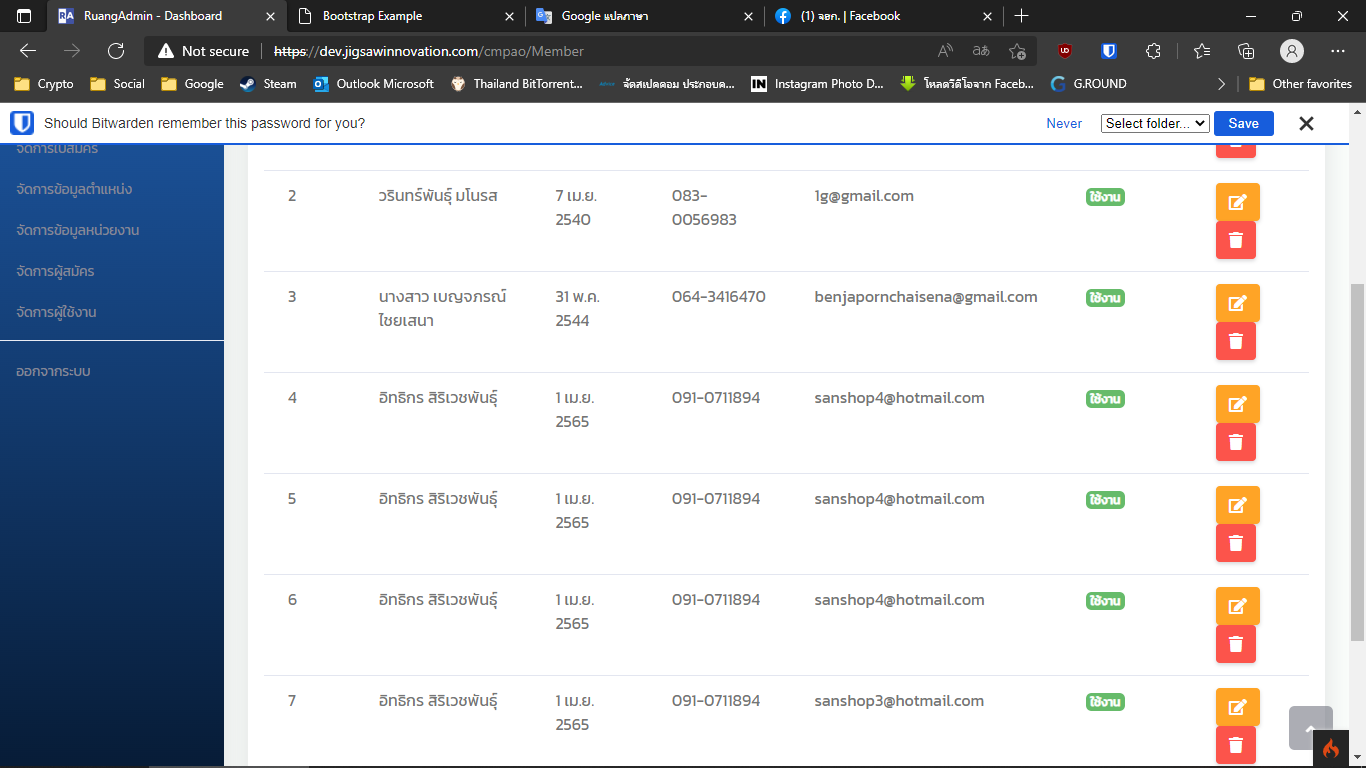 RA RuangAdmin - Dashboard
Bootstrap Example
Google แปลภาษา
(1) จอก. | Facebook
Not secure
https://dev.jigsawinnovation.com/cmpao/Member
Crypto
Social
Google
Steam
Outlook Microsoft
Thailand BitTorrent...
จัดสเปคคอม ประกอบค...
IN Instagram Photo D...
โหลดวิดีโอจาก Faceb...
G.ROUND
Other favorites
Should Bitwarden remember this password for you?
Never
Select folder...
Save
จัดการใบสมัคร
จัดการข้อมูลตำแหน่ง
จัดการข้อมูลหน่วยงาน
จัดการผู้สมัคร
จัดการผู้ใช้งาน
ออกจากระบบ
2 วรินทร์พันธุ์ มโนรส 7 เม.ย. 083- 1g@gmail.com ใช้งาน
2540 0056983
3 นางสาว เบญจภรณ์ 31 พ.ค. 064-3416470 benjapornchaisena@gmail.com ใช้งาน
ไชยเสนา 2544
4 อิทธิกร สิริเวชพันธุ์ 1 เม.ย. 091-0711894 sanshop4@hotmail.com ใช้งาน
2565
5 อิทธิกร สิริเวชพันธุ์ 1 เม.ย. 091-0711894 sanshop4@hotmail.com ใช้งาน
2565
6 อิทธิกร สิริเวชพันธุ์ 1 เม.ย. 091-0711894 sanshop4@hotmail.com ใช้งาน
2565
7 อิทธิกร สิริเวชพันธุ์ 1 เม.ย. 091-0711894 sanshop3@hotmail.com ใช้งาน
2565